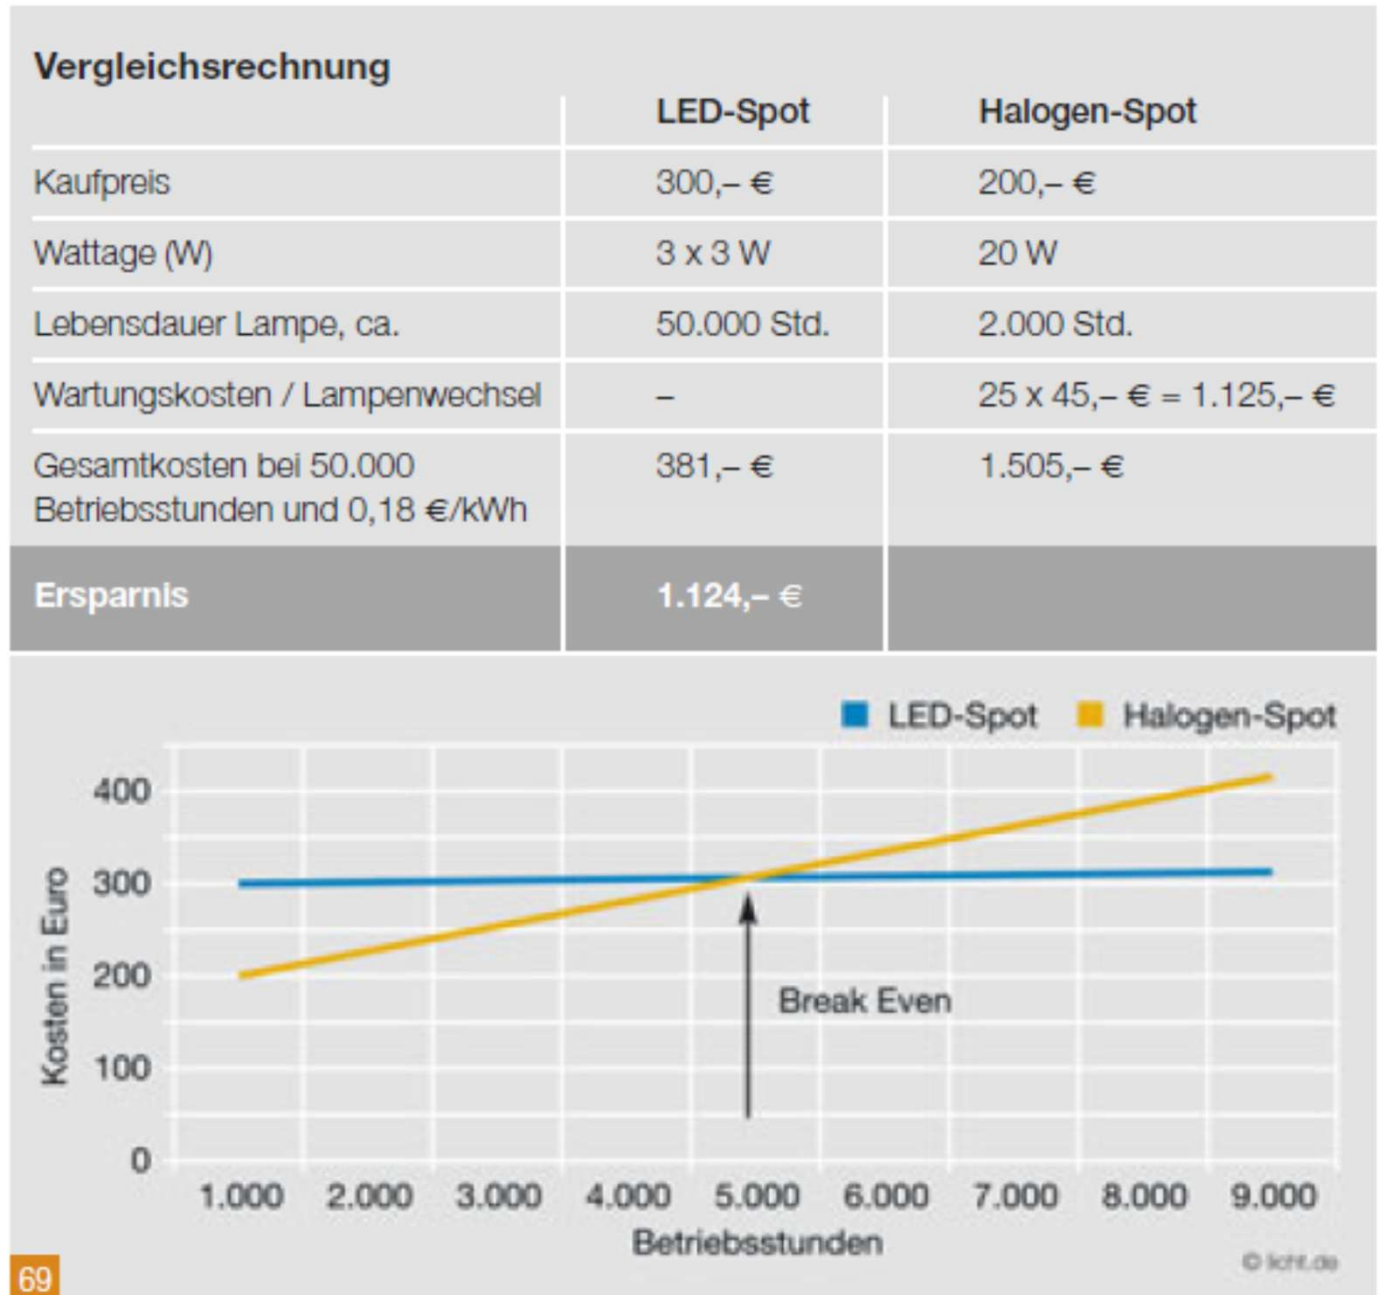 Vergleichsrechnung
LED-Spot Halogen-Spot
Kaufpreis 300,– € 200,– €
Wattage (W) 3 x 3 W 20 W
Lebensdauer Lampe, ca. 50.000 Std. 2.000 Std.
Wartungskosten / Lampenwechsel – 25 x 45,– € = 1.125,– €
Gesamtkosten bei 50.000 381,– € 1.505,– €
Betriebsstunden und 0,18 €/kWh
Ersparnis 1.124,– €
LED-Spot Halogen-Spot
400
300
200
100
0
Kosten in Euro
Break Even
1.000 2.000 3.000 4.000 5.000 6.000 7.000 8.000 9.000
Betriebsstunden
© licht.de
69